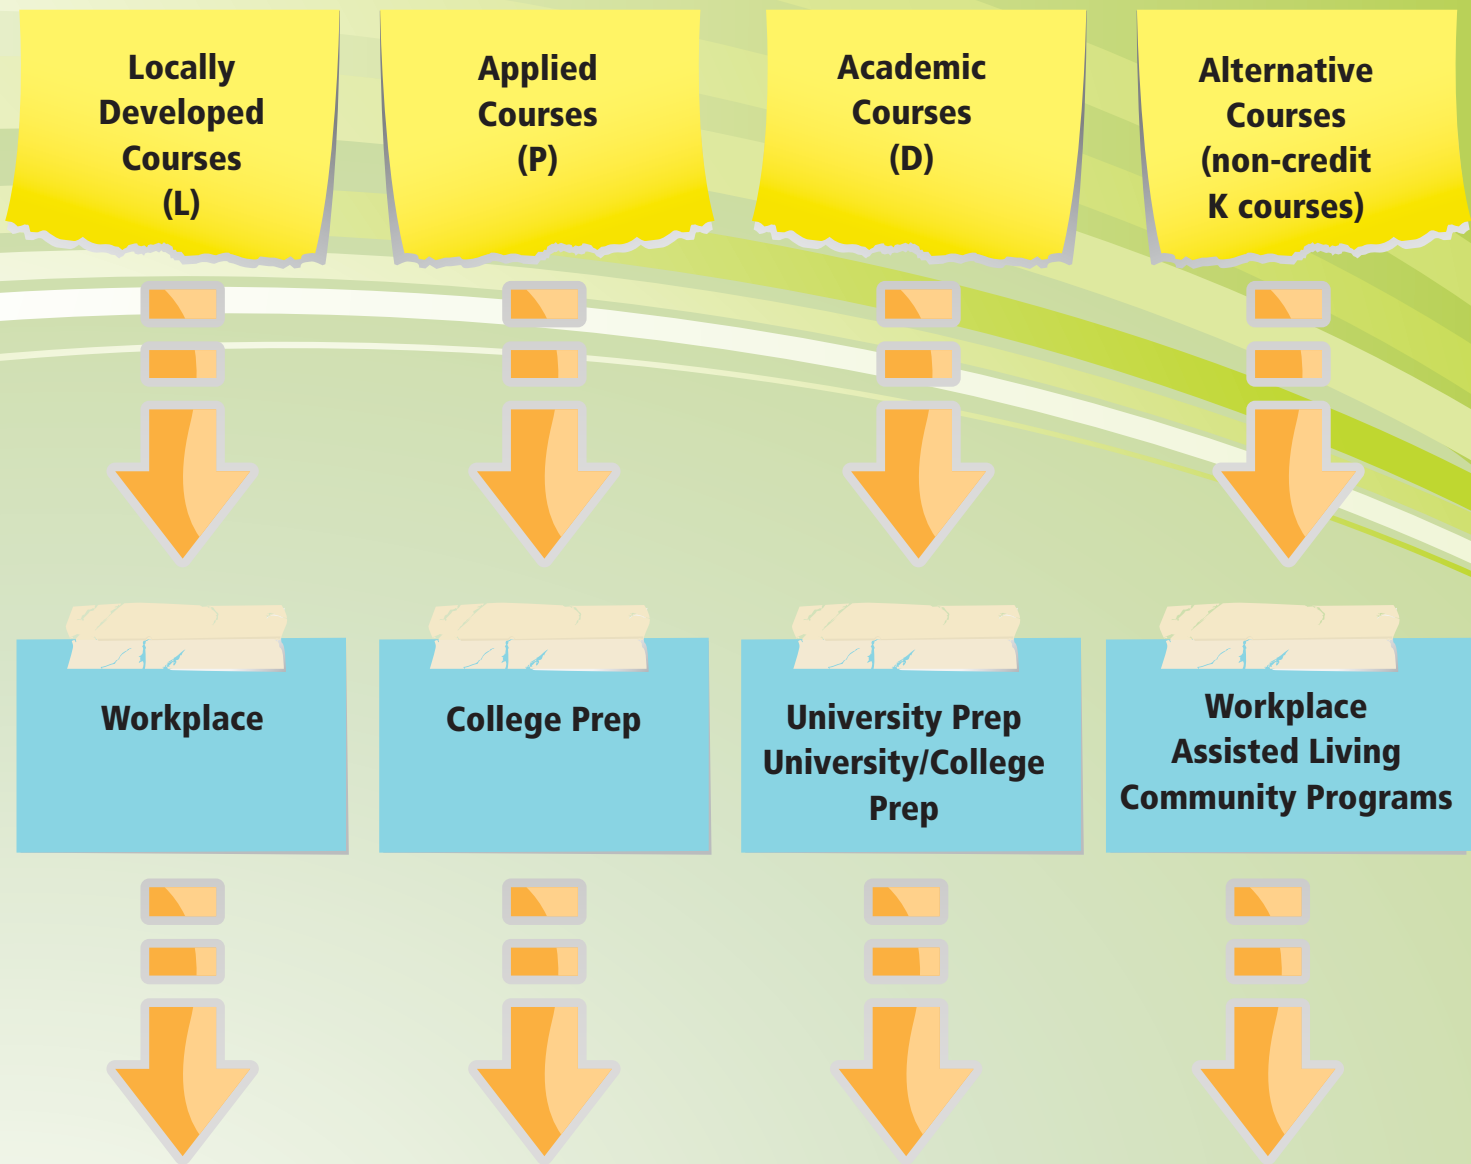 Locally
Developed
Courses
(L)
Applied
Courses
(P)
Academic
Courses
(D)
Alternative
Courses
(non-credit
K courses)
Workplace
College Prep
University Prep
University/College
Prep
Workplace
Assisted Living
Community Programs